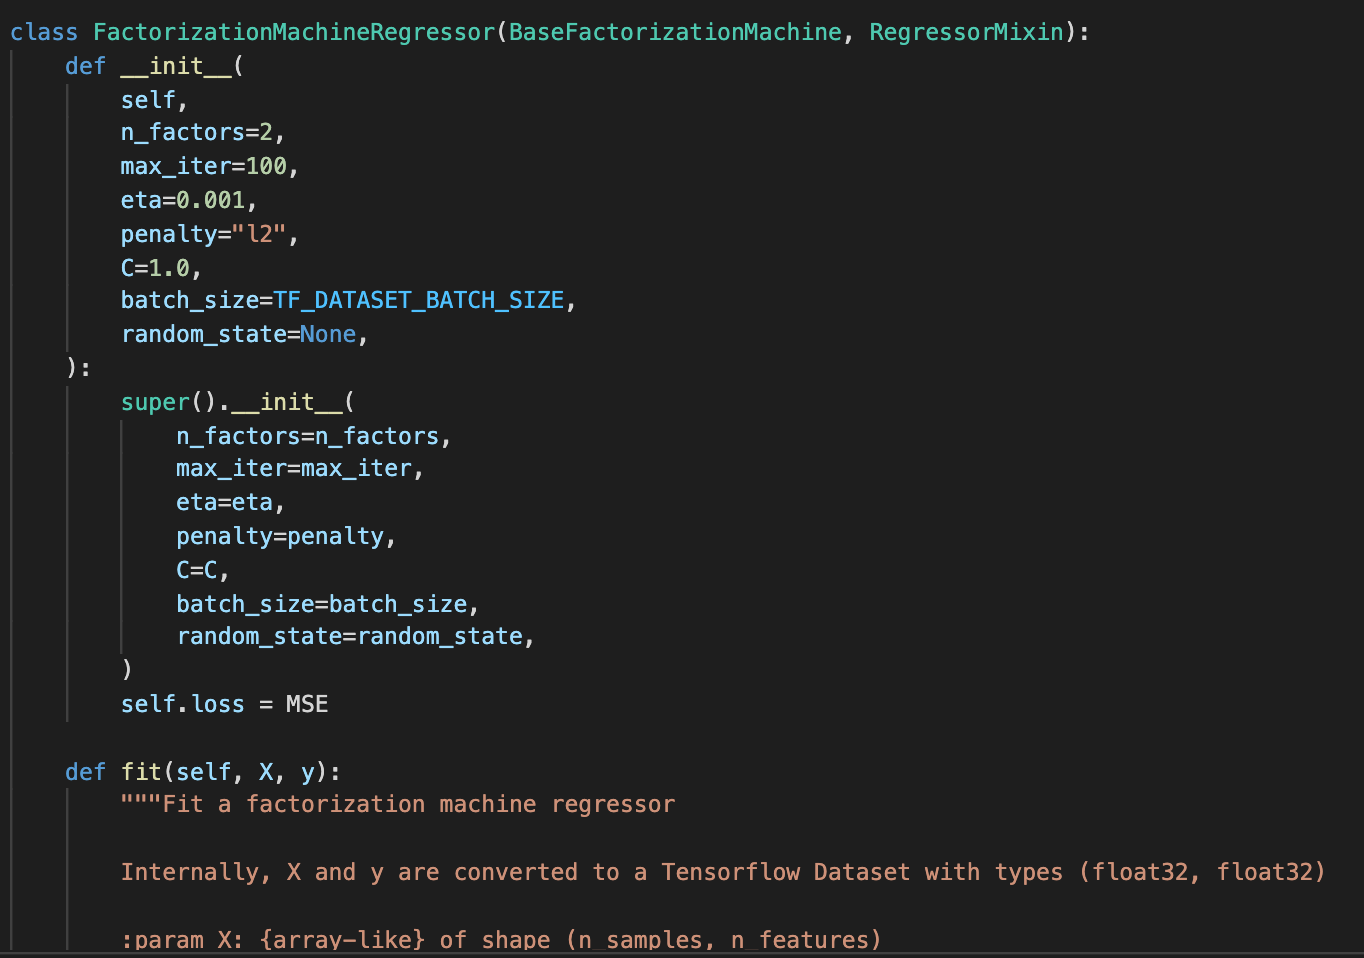 class FactorizationMachineRegressor(BaseFactorizationMachine, RegressorMixin):
    def __init__(
        self,
        n_factors=2,
        max_iter=100,
        eta=0.001,
        penalty="l2",
        C=1.0,
        batch_size=TF_DATASET_BATCH_SIZE,
        random_state=None,
    ):
        super().__init__(
            n_factors=n_factors,
            max_iter=max_iter,
            eta=eta,
            penalty=penalty,
            C=C,
            batch_size=batch_size,
            random_state=random_state,
        )
        self.loss = MSE
    def fit(self, X, y):
        """Fit a factorization machine regressor
        Internally, X and y are converted to a Tensorflow Dataset with types (float32, float32)
        :param X: {array-like} of shape (n_samples, n_features)